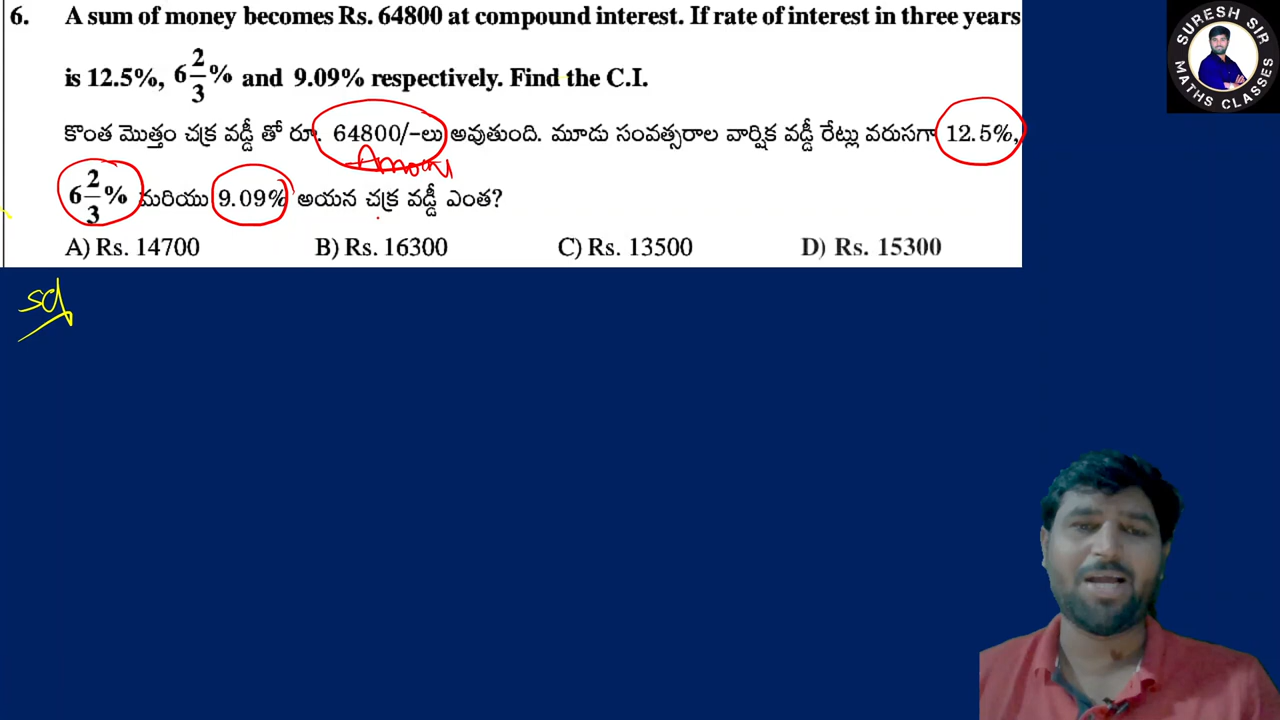 6. A sum of money becomes Rs. 64800 at compound interest. If rate of interest in three years
is 12.5%, 6 2/3 % and 9.09% respectively. Find the C.I.
కొంత మొత్తం చక్ర వడ్డీ తో రూ. 64800/-లు అవుతుంది. మూడు సంవత్సరాల వార్షిక వడ్డీ రేట్లు వరుసగా 12.5%,
Amount
6 2/3 % మరియు 9.09% అయన చక్ర వడ్డీ ఎంత?
A) Rs. 14700 B) Rs. 16300 C) Rs. 13500 D) Rs. 15300
Sol
SURESH SIR
MATHS CLASSES